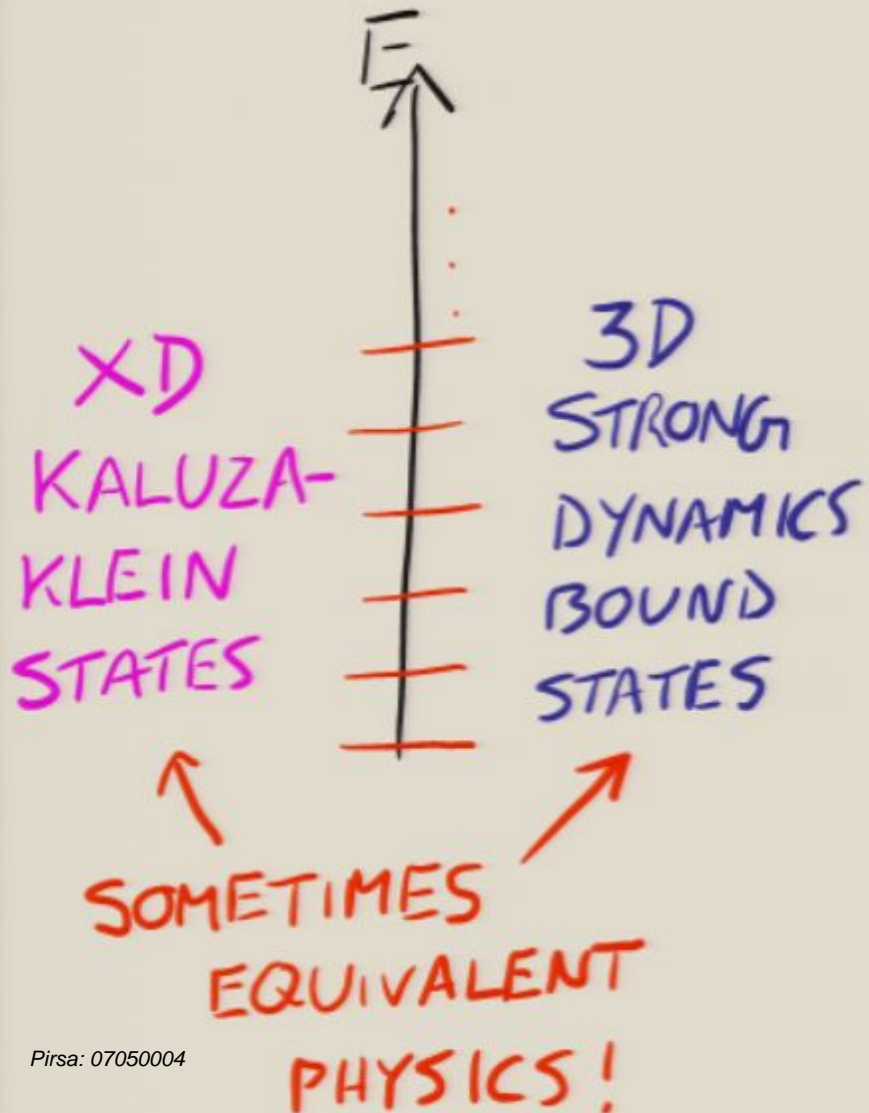 E
XD
KALUZA-
KLEIN
STATES
3D
STRONG
DYNAMICS
BOUND
STATES
SOMETIMES
EQUIVALENT
PHYSICS!
Pirsa: 07050004